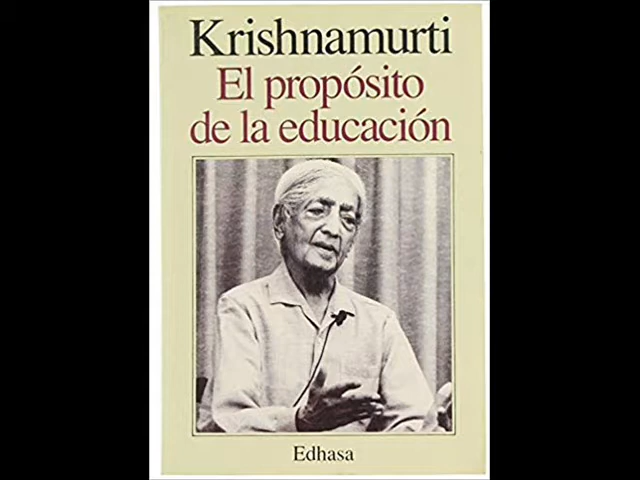 Krishnamurti
El propósito
de la educación
Edhasa